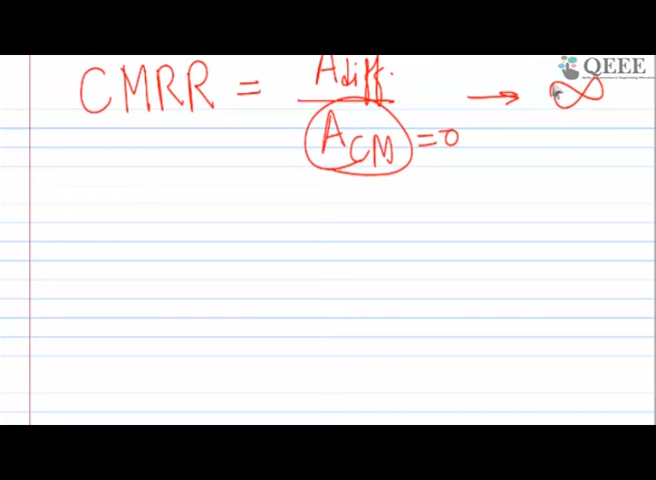 QEEE
CMRR = Adiff. / ACM = 0 → ∞